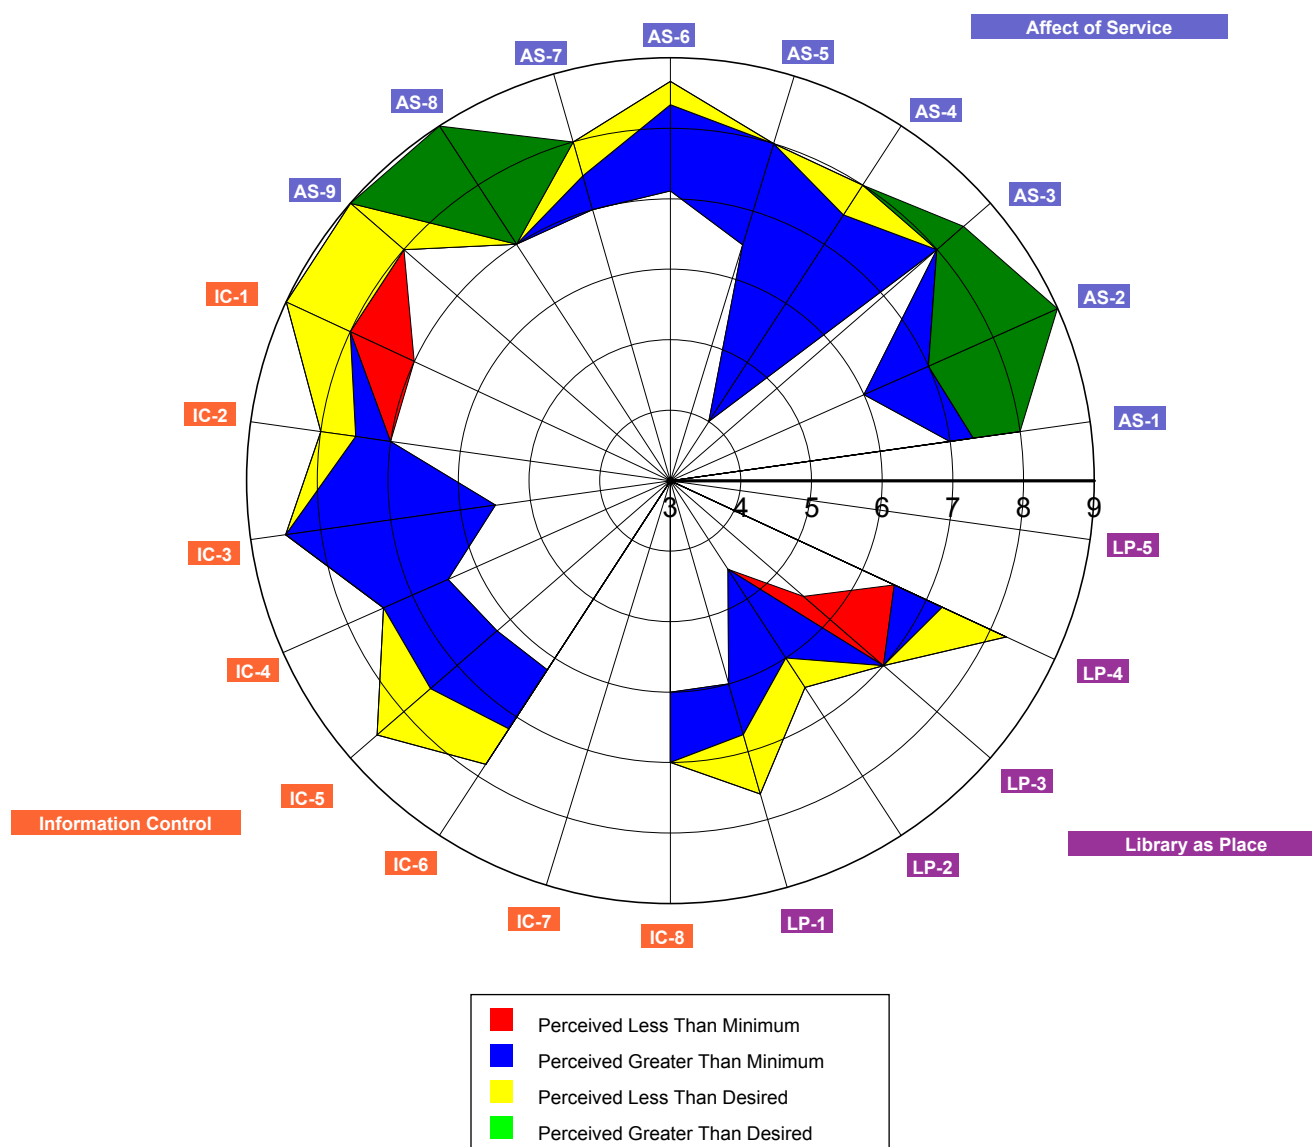 AS-6
Affect of Service
AS-7
AS-5
AS-8
AS-4
AS-9
AS-3
IC-1
AS-2
IC-2
AS-1
3 4 5 6 7 8 9
IC-3
LP-5
IC-4
LP-4
IC-5
LP-3
Information Control
Library as Place
IC-6
LP-2
IC-7
LP-1
IC-8
Perceived Less Than Minimum
Perceived Greater Than Minimum
Perceived Less Than Desired
Perceived Greater Than Desired